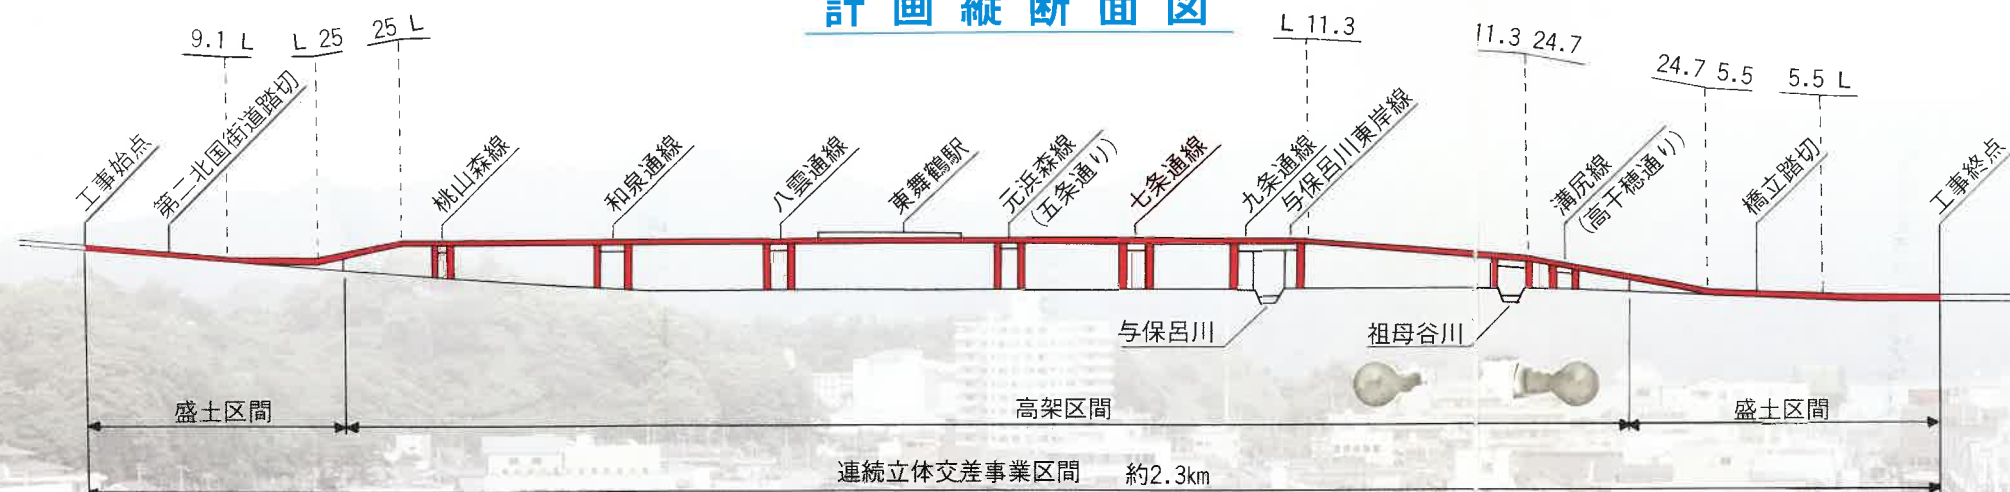 計画縦断面図
9.1 L
L 25
25 L
L 11.3
11.3 24.7
24.7 5.5
5.5 L
工事始点
第二北国街道踏切
桃山森線
和泉通線
八雲通線
東舞鶴駅
元浜森線
(五条通り)
七条通線
九条通線
与保呂川東岸線
溝尻線
(高千穂通り)
橋立踏切
工事終点
与保呂川
祖母谷川
盛土区間
高架区間
盛土区間
連続立体交差事業区間 約2.3km